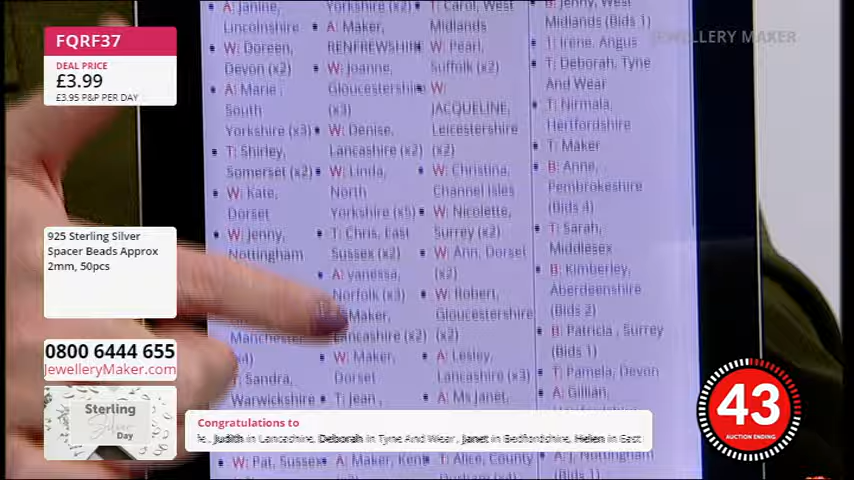 FQRF37
DEAL PRICE
£3.99
£3.95 P&P PER DAY
925 Sterling Silver
Spacer Beads Approx
2mm, 50pcs
0800 6444 655
JewelleryMaker.com
Sterling
Silver
Day
JEWELLERY MAKER
A: Janine,
Lincolnshire
W: Doreen,
Devon (x2)
A: Marie,
South
Yorkshire (x3)
T: Shirley,
Somerset (x2)
W: Kate,
Dorset
W: Jenny,
Nottingham
Manchester
x4)
T: Sandra,
Warwickshire
W: Pat, Sussex
Yorkshire (x2)
A: Maker,
RENFREWSHIRE
W: Joanne,
Gloucestershire
(x3)
W: Denise,
Lancashire (x2)
W: Linda,
North
Yorkshire (x5)
T: Chris, East
Sussex (x2)
A: vanessa,
Norfolk (x3)
Maker,
Lancashire (x2)
W: Maker,
Dorset
T: Jean,
A: Maker, Kent
T: Carol, West
Midlands
W: Pearl,
Suffolk (x2)
W:
JACQUELINE,
Leicestershire
(x2)
W: Christina,
Channel Isles
W: Nicolette,
Surrey (x2)
W: Ann, Dorset
(x2)
W: Robert,
Gloucestershire
(x2)
A: Lesley,
Lancashire (x3)
A: Ms Janet,
T: Alice, County
Durham (x4)
B: Jenny, West
Midlands (Bids 1)
T: Irene, Angus
T: Deborah, Tyne
And Wear
T: Nirmala,
Hertfordshire
T: Maker
B: Anne,
Pembrokeshire
(Bids 4)
T: Sarah,
Middlesex
B: Kimberley,
Aberdeenshire
(Bids 2)
B: Patricia , Surrey
(Bids 1)
T: Pamela, Devon
A: Gillian,
A: J, Nottingham
(Bids 1)
Congratulations to
Judith in Lancashire, Deborah in Tyne And Wear , Janet in Bedfordshire, Helen in East
43
AUCTION ENDING